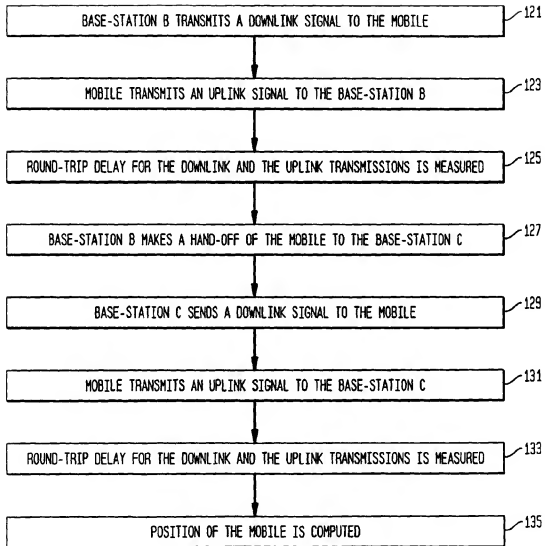 BASE-STATION B TRANSMITS A DOWNLINK SIGNAL TO THE MOBILE
121
MOBILE TRANSMITS AN UPLINK SIGNAL TO THE BASE-STATION B
123
ROUND-TRIP DELAY FOR THE DOWNLINK AND THE UPLINK TRANSMISSIONS IS MEASURED
125
BASE-STATION B MAKES A HAND-OFF OF THE MOBILE TO THE BASE-STATION C
127
BASE-STATION C SENDS A DOWNLINK SIGNAL TO THE MOBILE
129
MOBILE TRANSMITS AN UPLINK SIGNAL TO THE BASE-STATION C
131
ROUND-TRIP DELAY FOR THE DOWNLINK AND THE UPLINK TRANSMISSIONS IS MEASURED
133
POSITION OF THE MOBILE IS COMPUTED
135